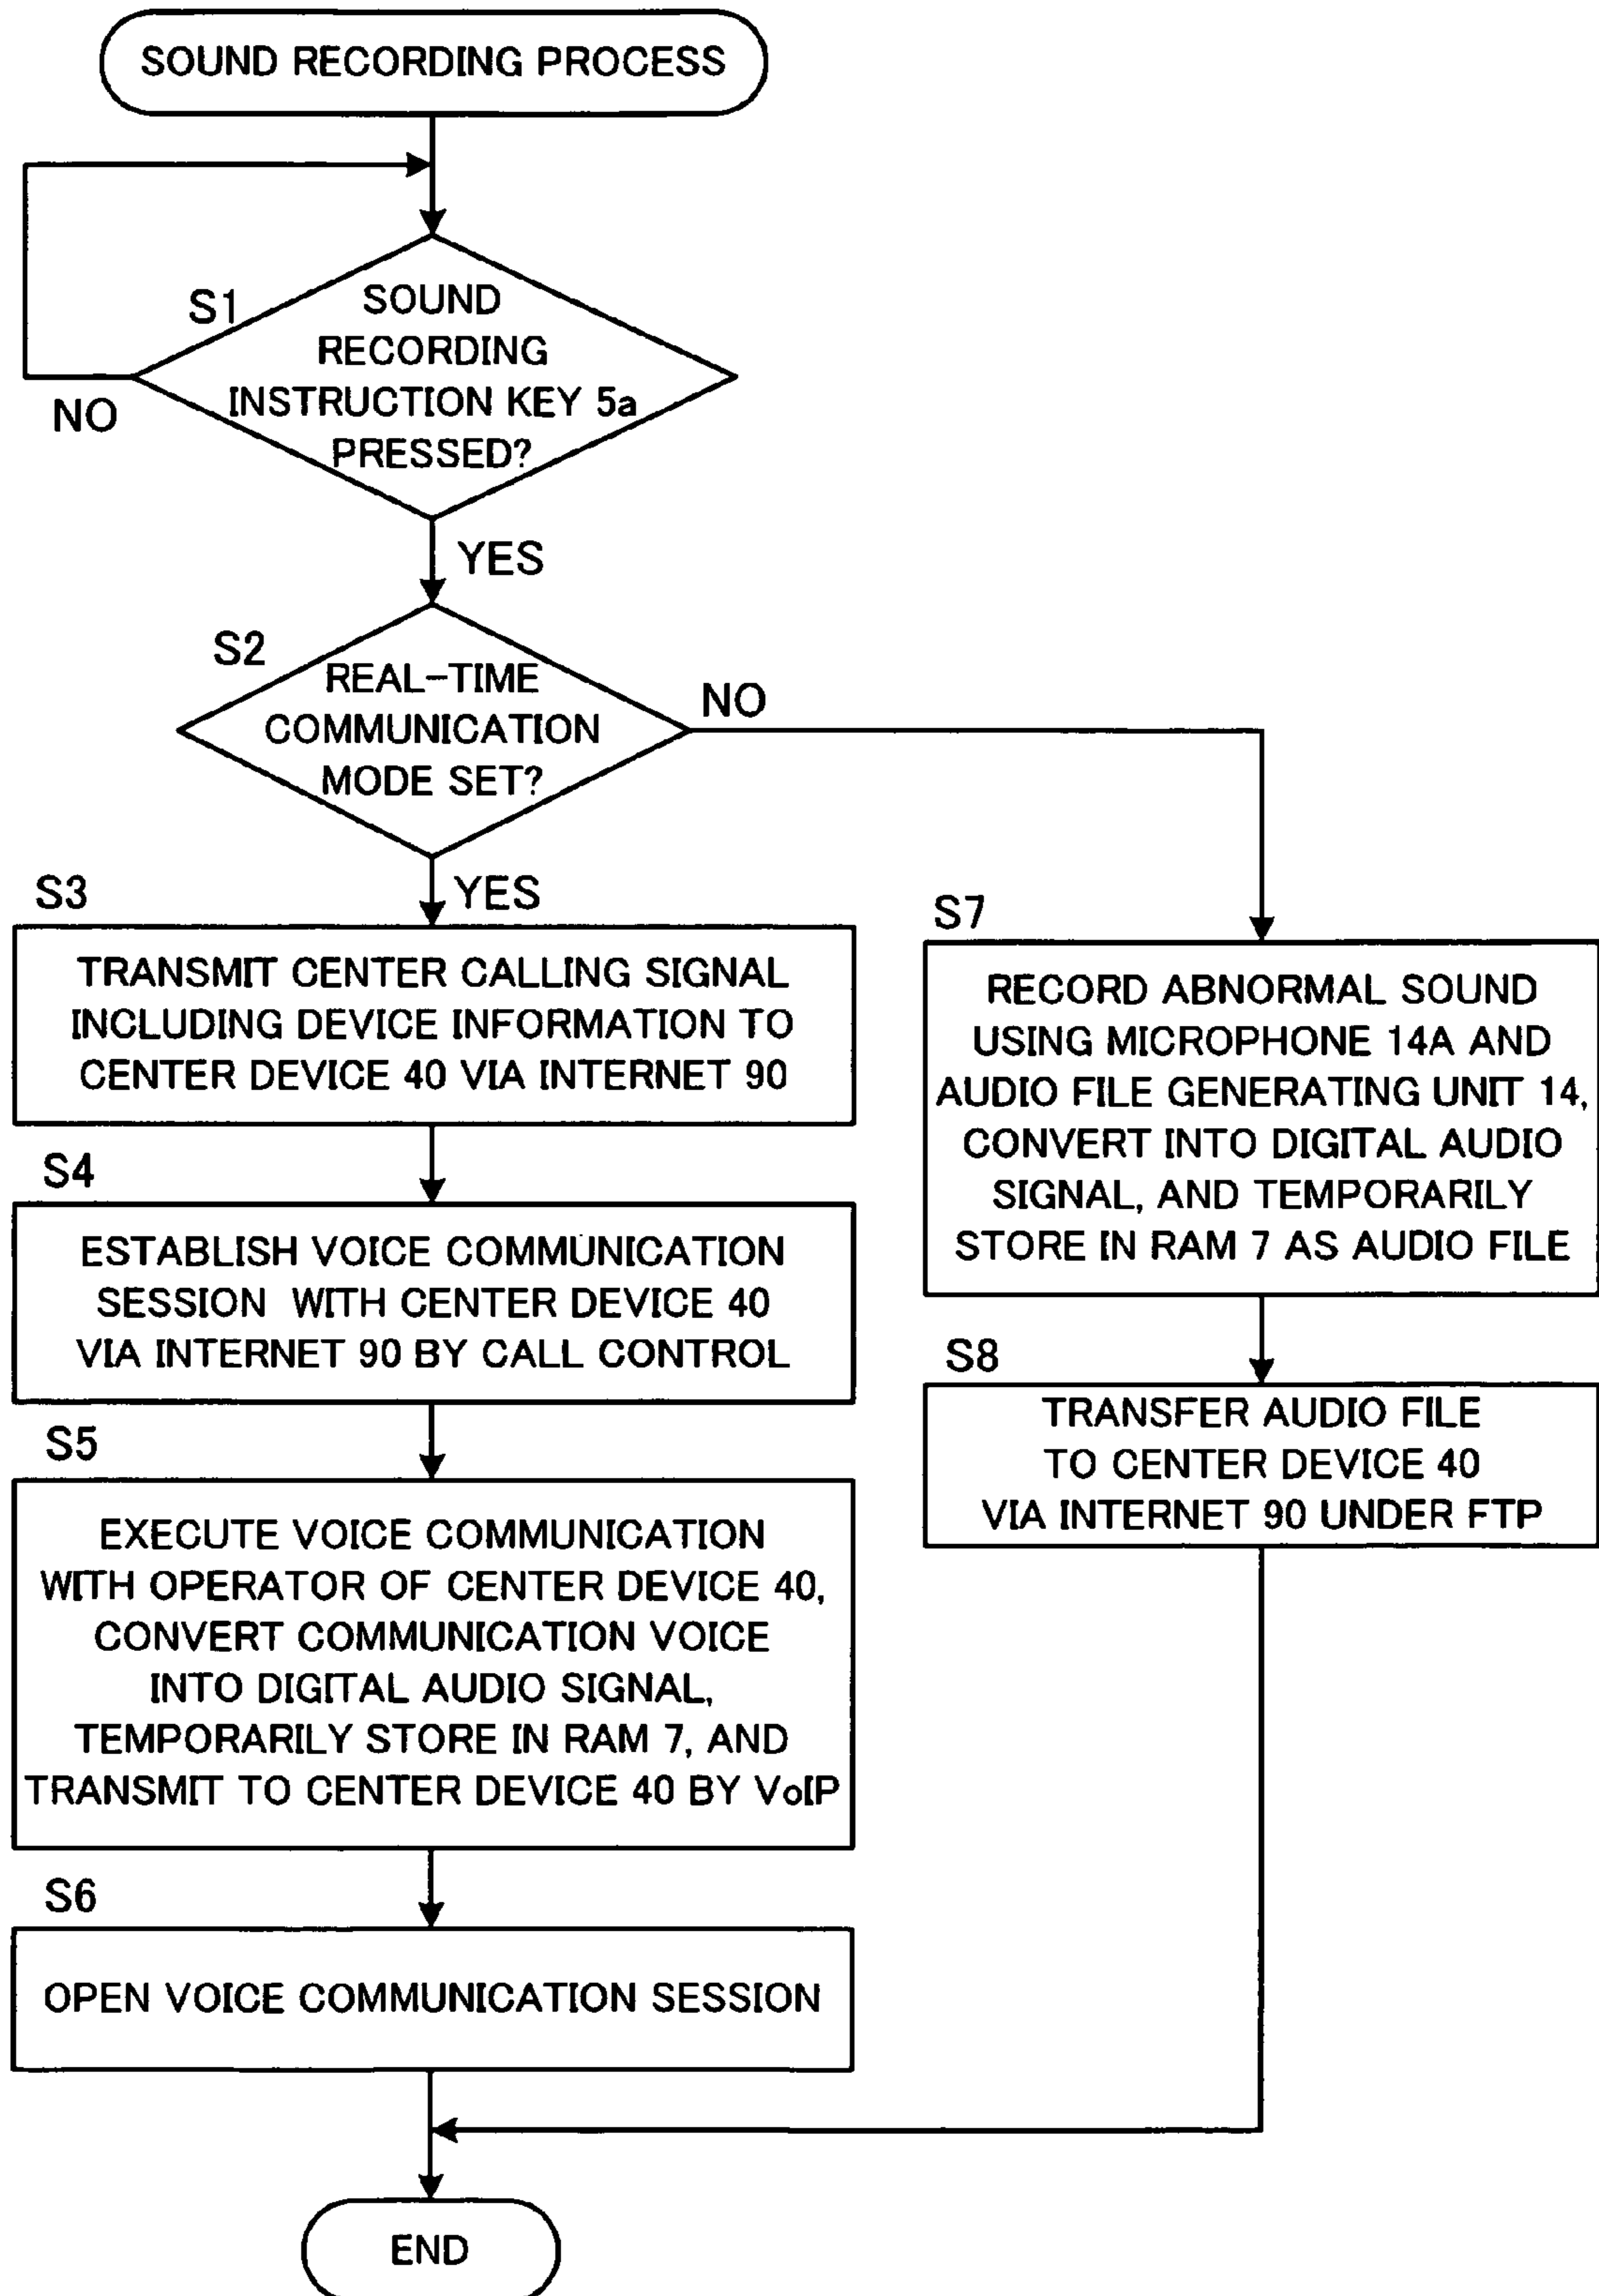 SOUND RECORDING PROCESS
S1
SOUND
RECORDING
INSTRUCTION KEY 5a
PRESSED?
NO
YES
S2
REAL-TIME
COMMUNICATION
MODE SET?
NO
YES
S3
TRANSMIT CENTER CALLING SIGNAL
INCLUDING DEVICE INFORMATION TO
CENTER DEVICE 40 VIA INTERNET 90
S4
ESTABLISH VOICE COMMUNICATION
SESSION WITH CENTER DEVICE 40
VIA INTERNET 90 BY CALL CONTROL
S5
EXECUTE VOICE COMMUNICATION
WITH OPERATOR OF CENTER DEVICE 40,
CONVERT COMMUNICATION VOICE
INTO DIGITAL AUDIO SIGNAL,
TEMPORARILY STORE IN RAM 7, AND
TRANSMIT TO CENTER DEVICE 40 BY VoIP
S6
OPEN VOICE COMMUNICATION SESSION
S7
RECORD ABNORMAL SOUND
USING MICROPHONE 14A AND
AUDIO FILE GENERATING UNIT 14,
CONVERT INTO DIGITAL AUDIO
SIGNAL, AND TEMPORARILY
STORE IN RAM 7 AS AUDIO FILE
S8
TRANSFER AUDIO FILE
TO CENTER DEVICE 40
VIA INTERNET 90 UNDER FTP
END